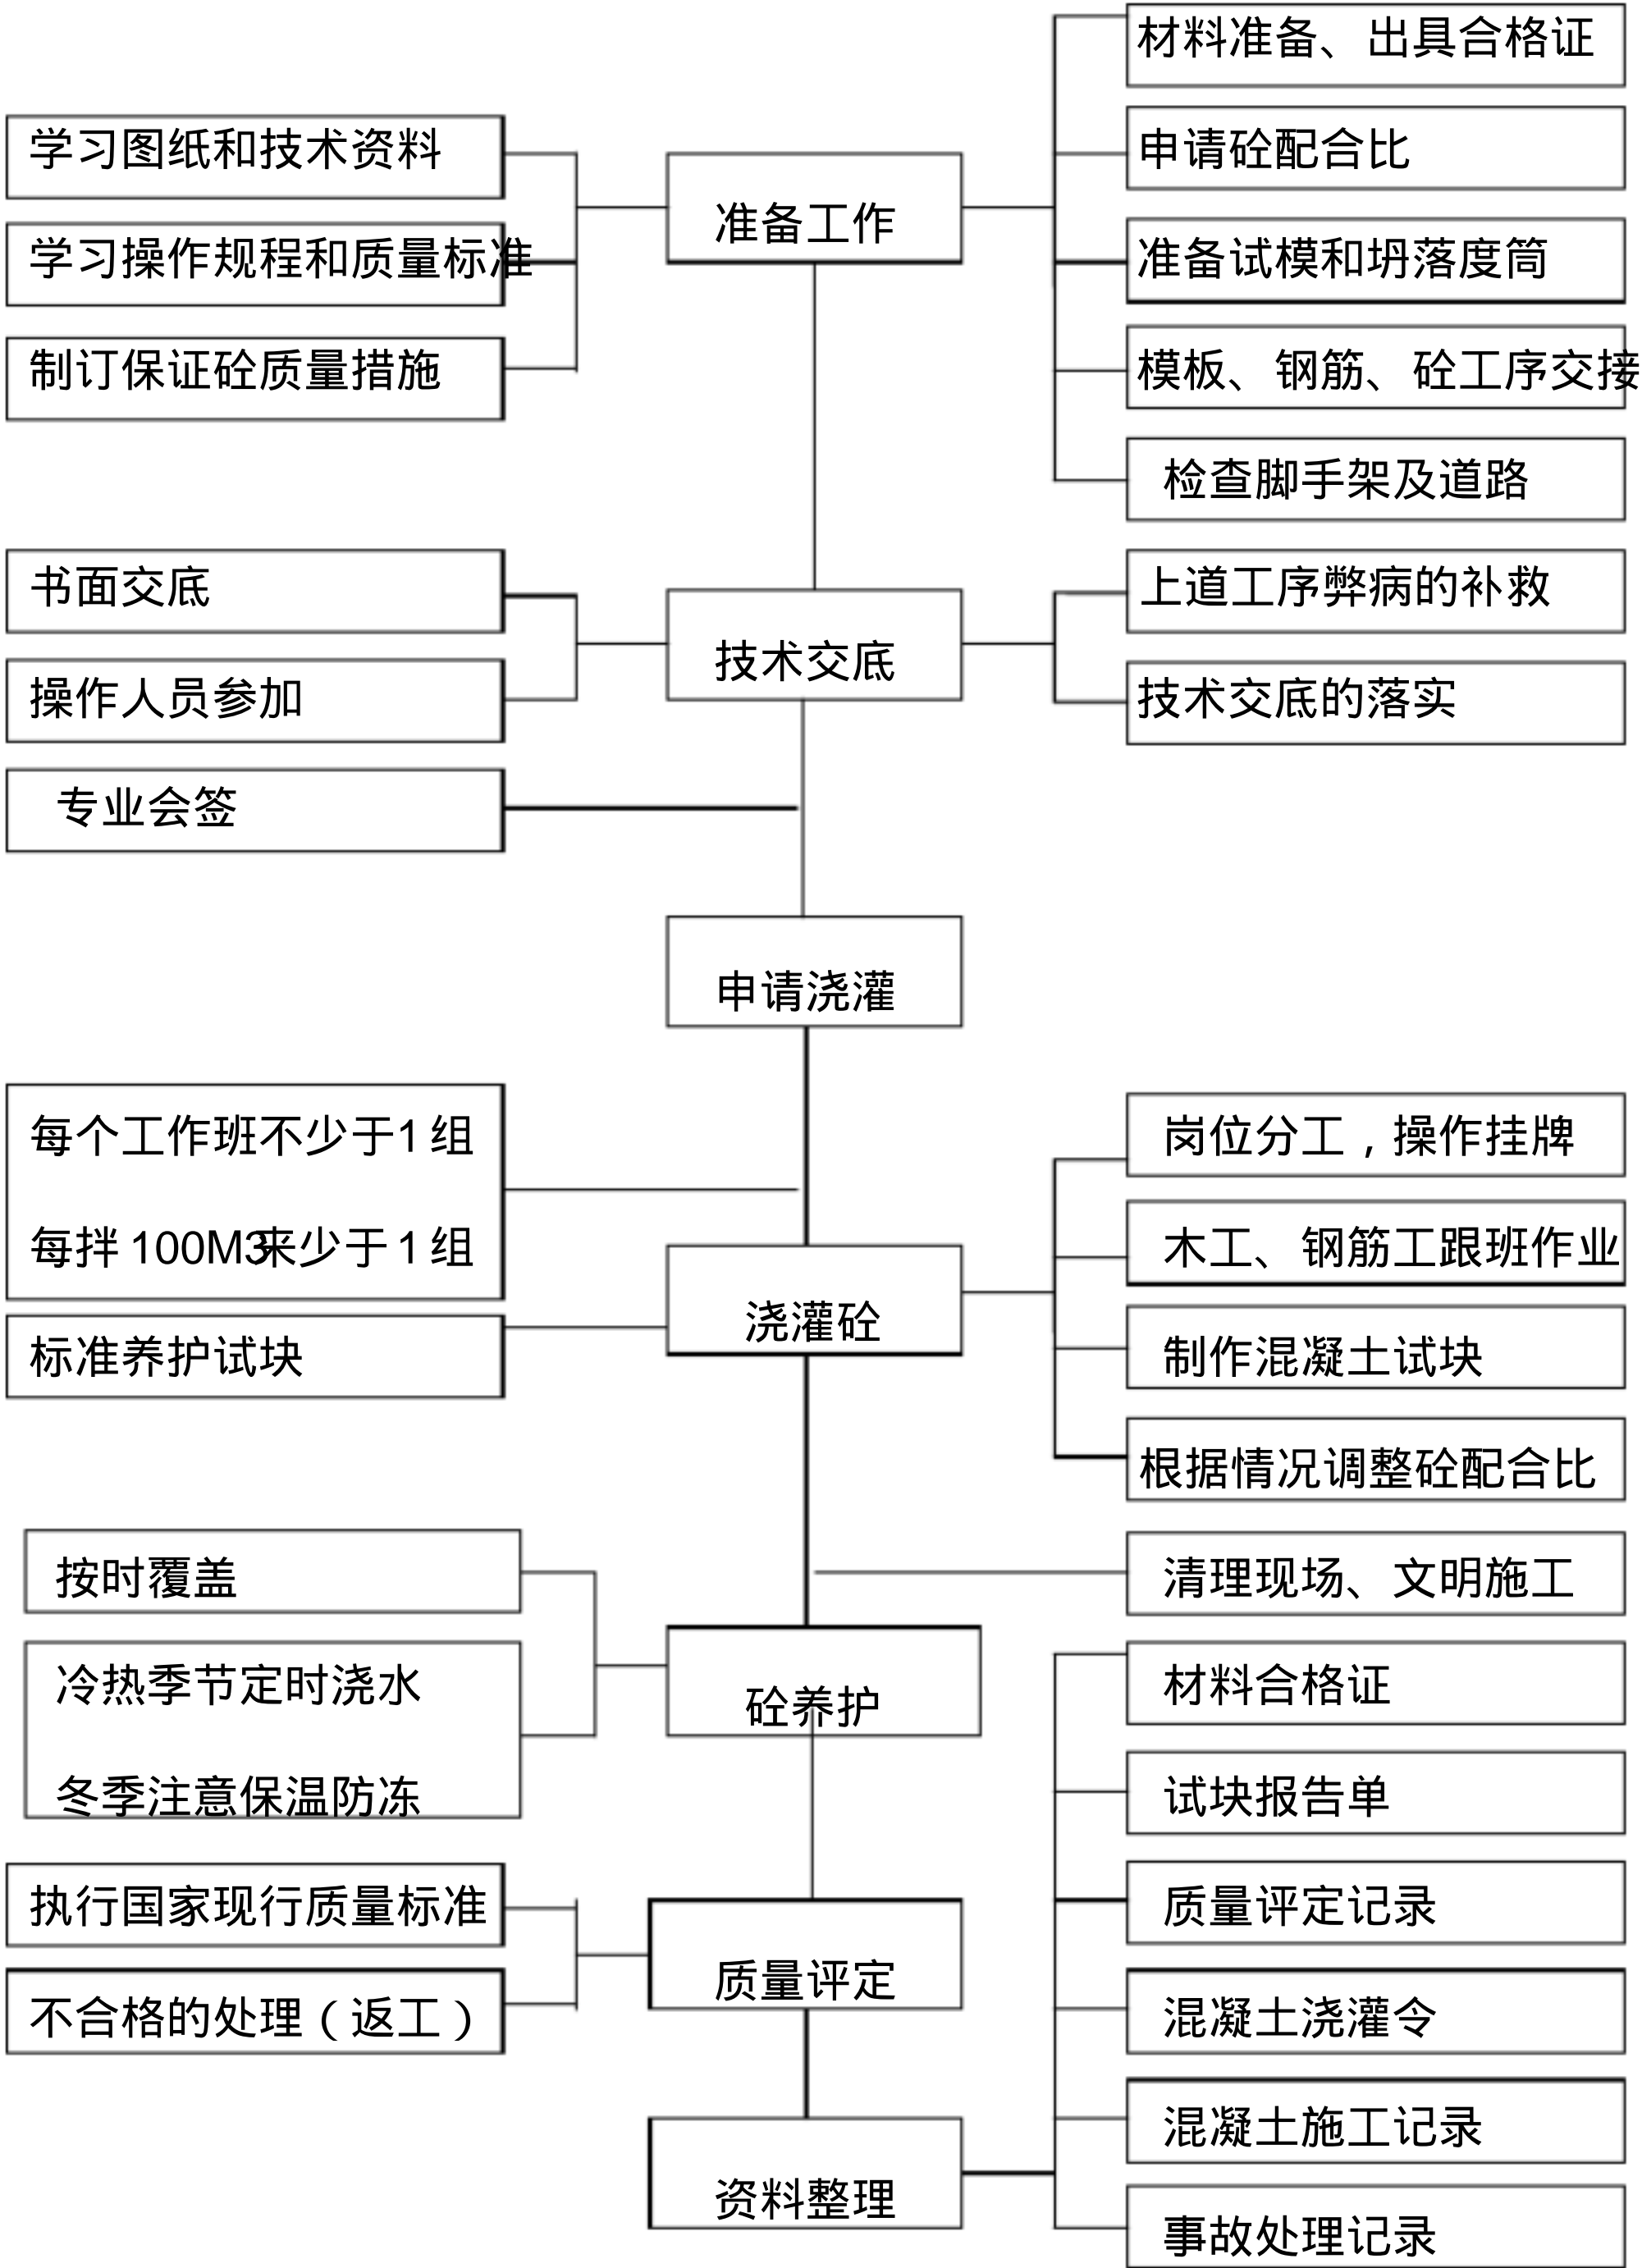 材料准备、出具合格证
学习图纸和技术资料
申请砼配合比
准备工作
学习操作规程和质量标准
准备试模和坍落度筒
制订保证砼质量措施
模板、钢筋、砼工序交接
检查脚手架及道路
书面交底
上道工序弊病的补救
技术交底
操作人员参加
技术交底的落实
专业会签
申请浇灌
每个工作班不少于1组
岗位分工，操作挂牌
每拌100M3来少于1组
木工、钢筋工跟班作业
浇灌砼
标准养护试块
制作混凝土试块
根据情况调整砼配合比
按时覆盖
清理现场、文明施工
冷热季节定时浇水
材料合格证
砼养护
冬季注意保温防冻
试块报告单
执行国家现行质量标准
质量评定记录
质量评定
不合格的处理（返工）
混凝土浇灌令
混凝土施工记录
资料整理
事故处理记录